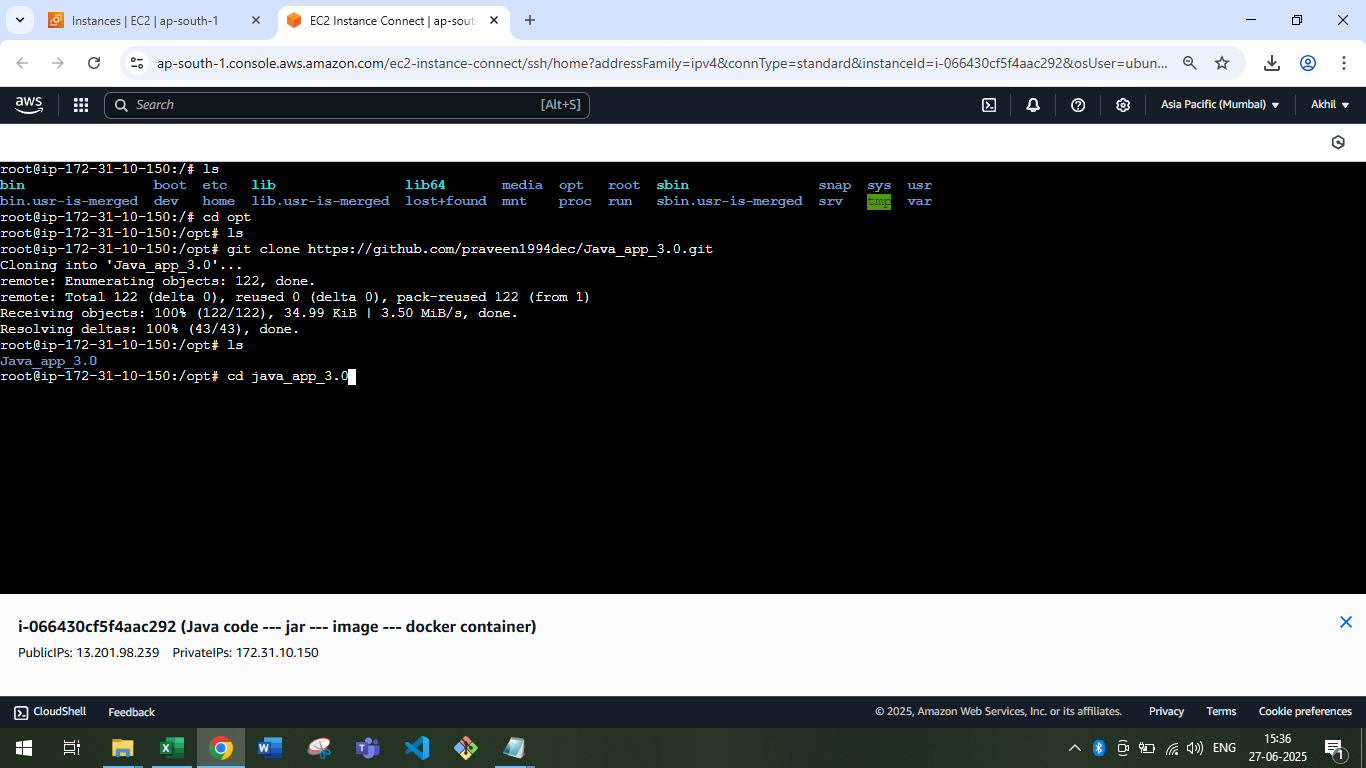 Instances | EC2 | ap-south-1
EC2 Instance Connect | ap-sout
ap-south-1.console.aws.amazon.com/ec2-instance-connect/ssh/home?addressFamily=ipv4&connType=standard&instanceId=i-066430cf5f4aac292&osUser=ubun...
aws
Search
[Alt+S]
Asia Pacific (Mumbai)
Akhil
root@ip-172-31-10-150:/# ls
bin boot etc lib lib64 media opt root sbin snap sys usr
bin.usr-is-merged dev home lib.usr-is-merged lost+found mnt proc run sbin.usr-is-merged srv tmp var
root@ip-172-31-10-150:/# cd opt
root@ip-172-31-10-150:/opt# ls
root@ip-172-31-10-150:/opt# git clone https://github.com/praveen1994dec/Java_app_3.0.git
Cloning into 'Java_app_3.0'...
remote: Enumerating objects: 122, done.
remote: Total 122 (delta 0), reused 0 (delta 0), pack-reused 122 (from 1)
Receiving objects: 100% (122/122), 34.99 KiB | 3.50 MiB/s, done.
Resolving deltas: 100% (43/43), done.
root@ip-172-31-10-150:/opt# ls
Java_app_3.0
root@ip-172-31-10-150:/opt# cd java_app_3.0
i-066430cf5f4aac292 (Java code --- jar --- image --- docker container)
PublicIPs: 13.201.98.239 PrivateIPs: 172.31.10.150
CloudShell
Feedback
© 2025, Amazon Web Services, Inc. or its affiliates.
Privacy
Terms
Cookie preferences
ENG
15:36
27-06-2025
1